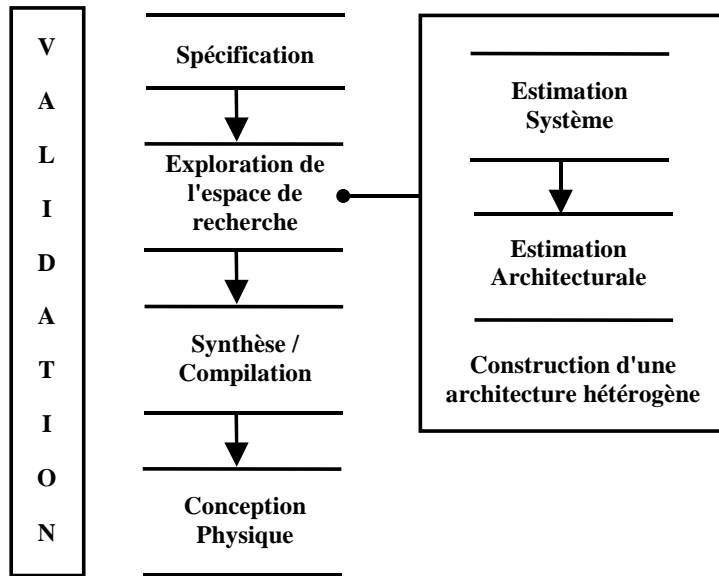 V
A
L
I
D
A
T
I
O
N
Spécification
Exploration de
l'espace de
recherche
Synthèse /
Compilation
Conception
Physique
Estimation
Système
Estimation
Architecturale
Construction d'une
architecture hétérogène